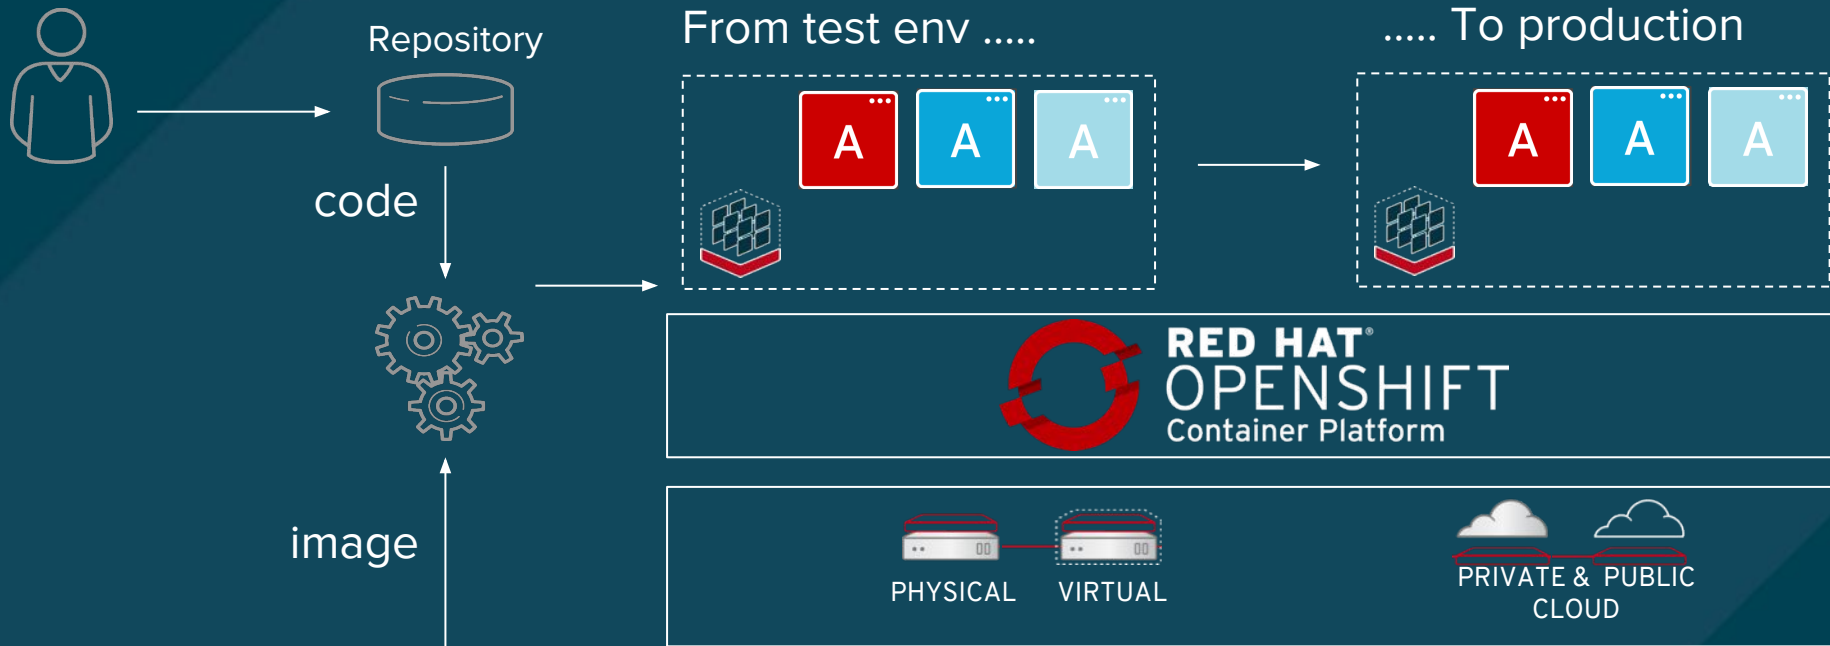 Repository
From test env .....
..... To production
A
A
A
A
A
A
code
RED HAT®
OPENSHIFT
Container Platform
image
PHYSICAL
VIRTUAL
PRIVATE & PUBLIC
CLOUD